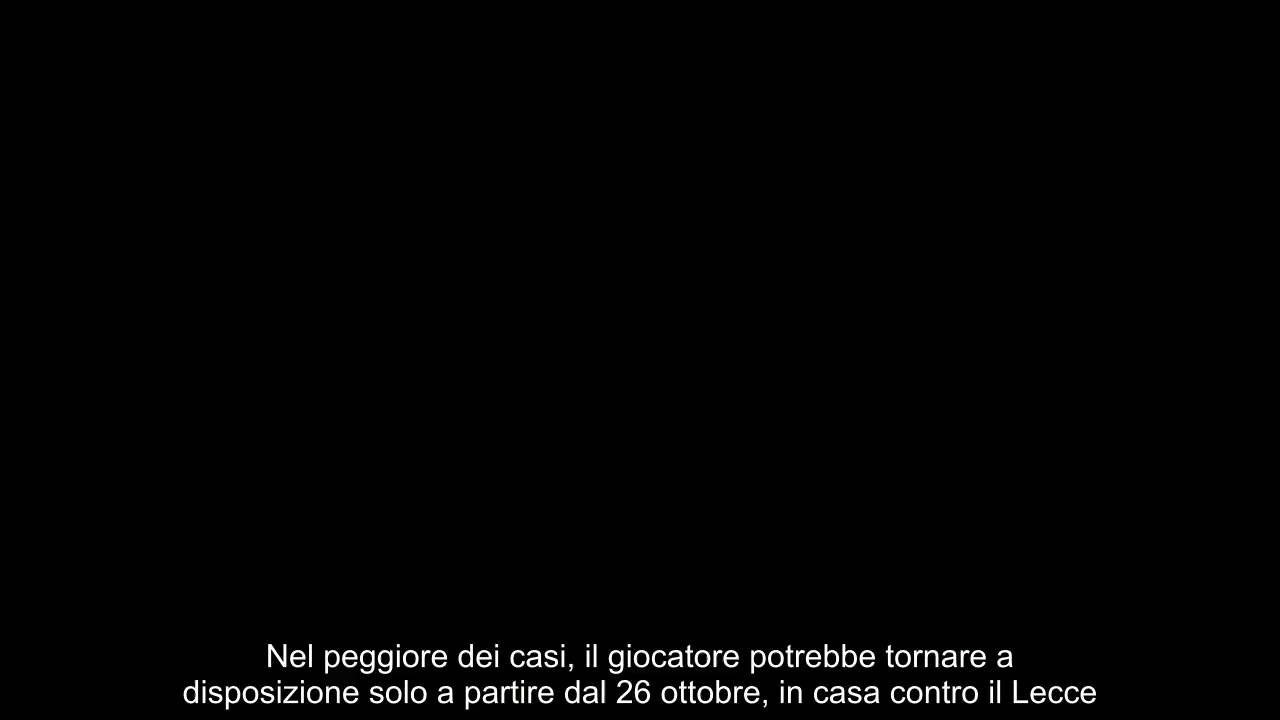 Nel peggiore dei casi, il giocatore potrebbe tornare a
disposizione solo a partire dal 26 ottobre, in casa contro il Lecce